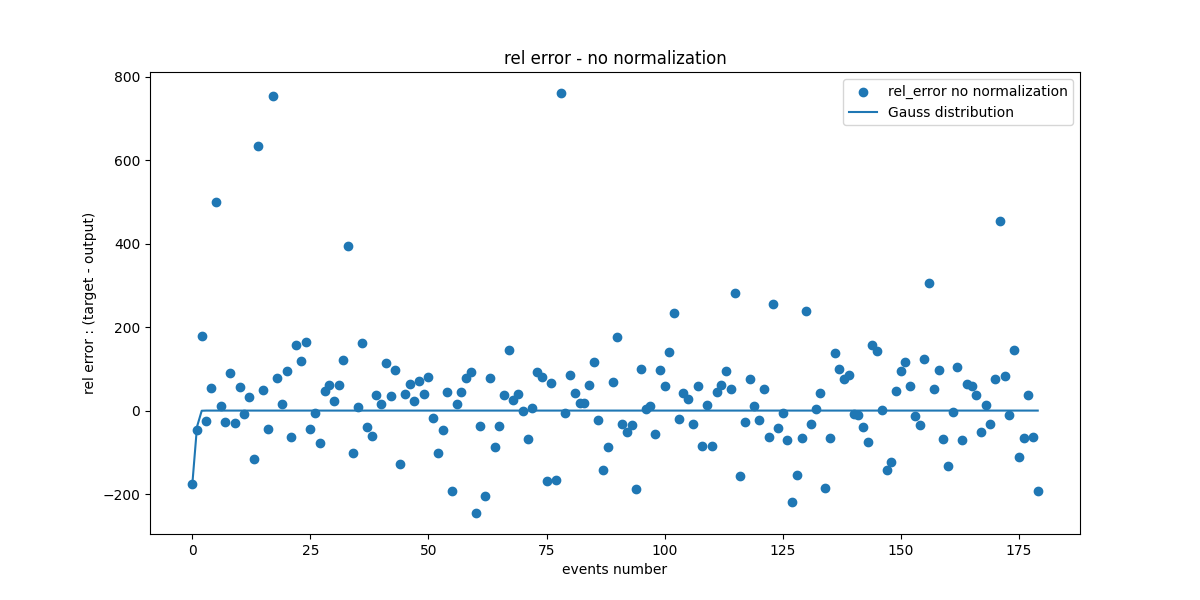 rel error - no normalization
rel_error no normalization
Gauss distribution
rel error : (target - output)
800
600
400
200
0
−200
0 25 50 75 100 125 150 175
events number